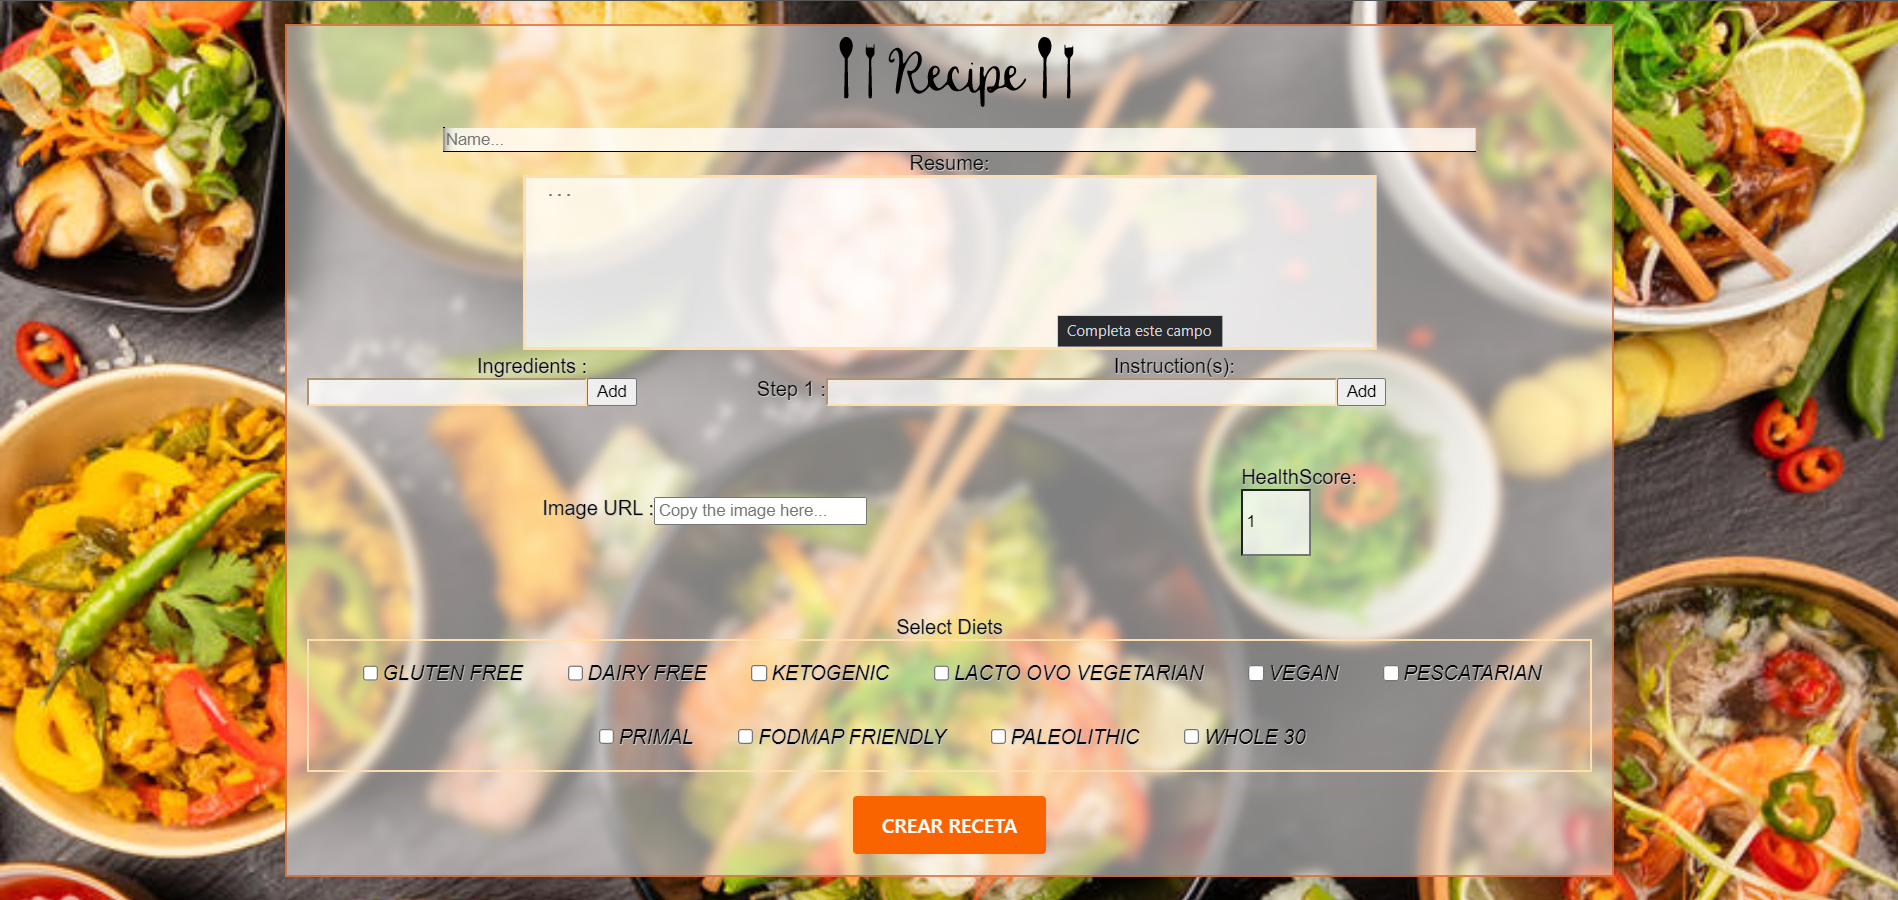 Recipe
Name...
Resume:
...
Completa este campo
Ingredients :
Instruction(s):
Add
Step 1 :
Add
HealthScore:
Image URL :
Copy the image here...
1
Select Diets
GLUTEN FREE DAIRY FREE KETOGENIC LACTO OVO VEGETARIAN VEGAN PESCATARIAN
PRIMAL FODMAP FRIENDLY PALEOLITHIC WHOLE 30
CREAR RECETA